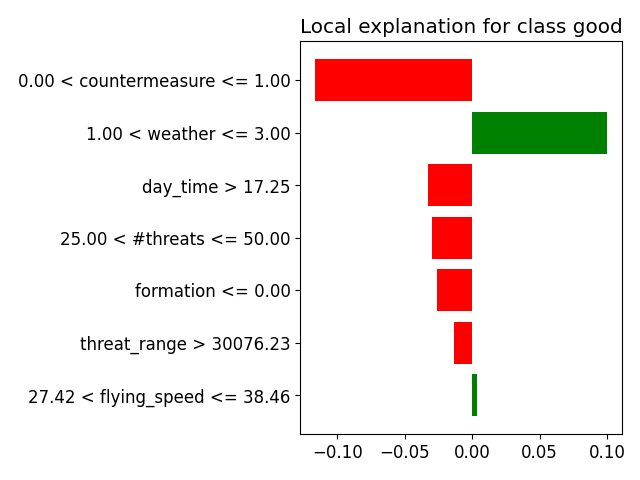 Local explanation for class good
0.00 < countermeasure <= 1.00
1.00 < weather <= 3.00
day_time > 17.25
25.00 < #threats <= 50.00
formation <= 0.00
threat_range > 30076.23
27.42 < flying_speed <= 38.46
−0.10 −0.05 0.00 0.05 0.10